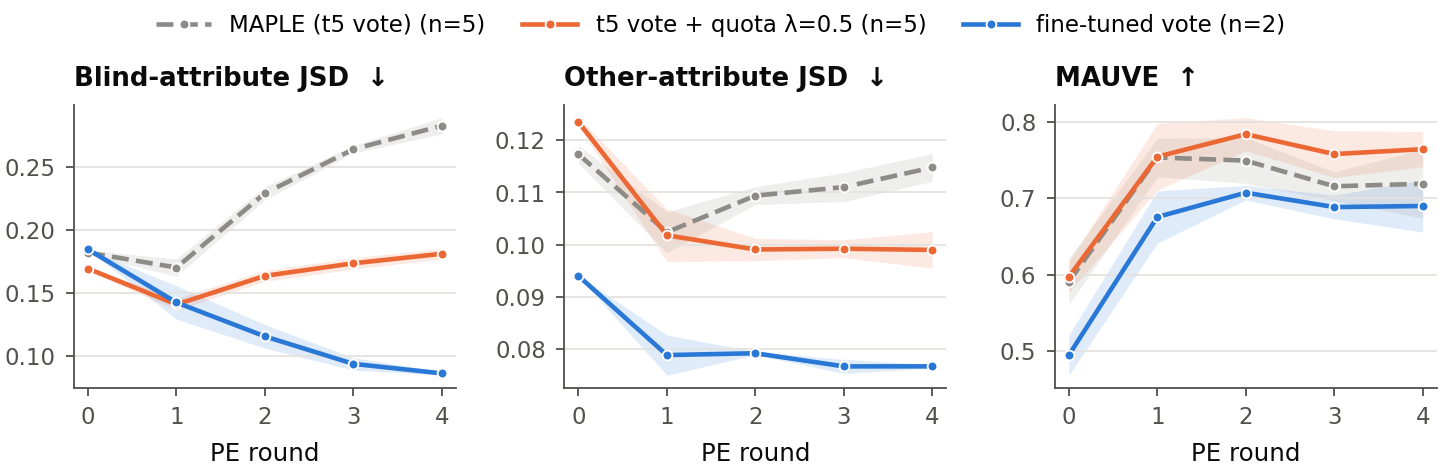 MAPLE (t5 vote) (n=5) t5 vote + quota λ=0.5 (n=5) fine-tuned vote (n=2)
Blind-attribute JSD ↓
0.25
0.20
0.15
0.10
0 1 2 3 4
PE round
Other-attribute JSD ↓
0.12
0.11
0.10
0.09
0.08
0 1 2 3 4
PE round
MAUVE ↑
0.8
0.7
0.6
0.5
0 1 2 3 4
PE round